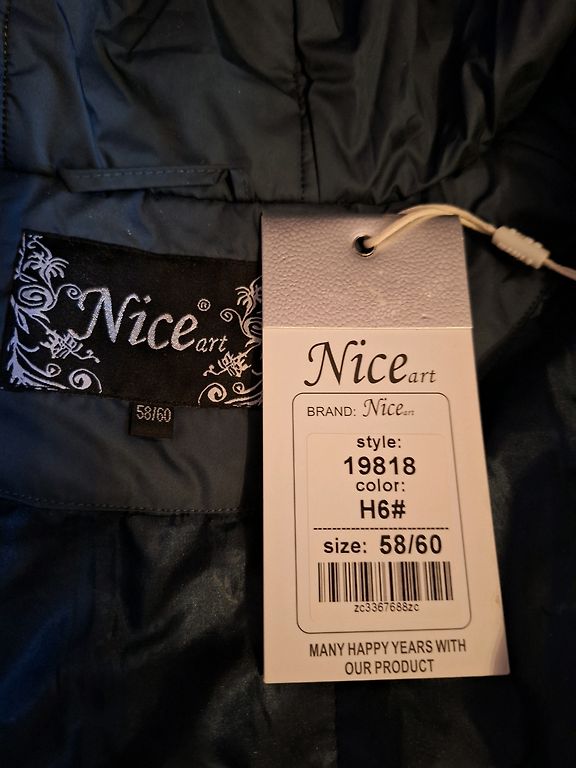 Nice® art
58/60
Nice art
BRAND: Nice art
style:
19818
color:
H6#
size: 58/60
zc3367688zc
MANY HAPPY YEARS WITH
OUR PRODUCT